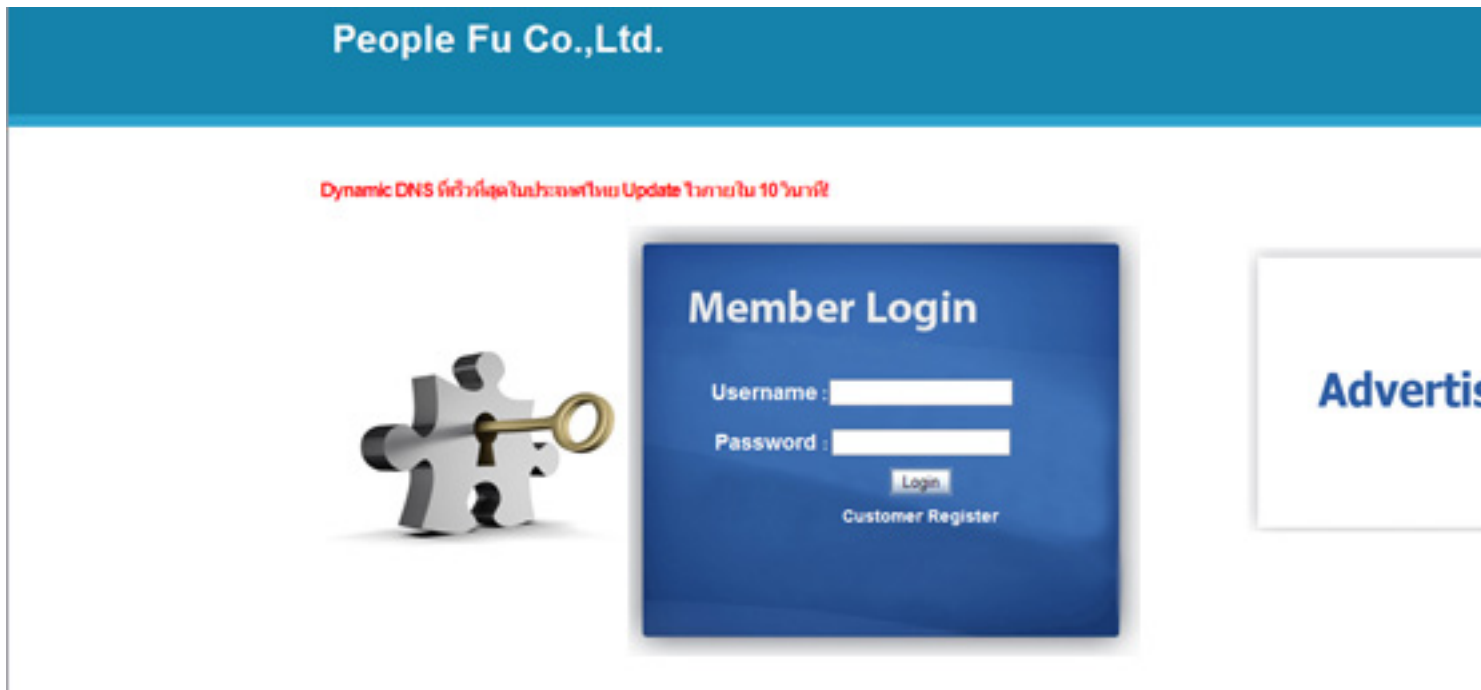 People Fu Co.,Ltd.
Dynamic DNS ที่เร็วที่สุดในประเทศไทย Update ไวภายใน 10 วินาที!
Member Login
Username :
Password :
Login
Customer Register
Advertis